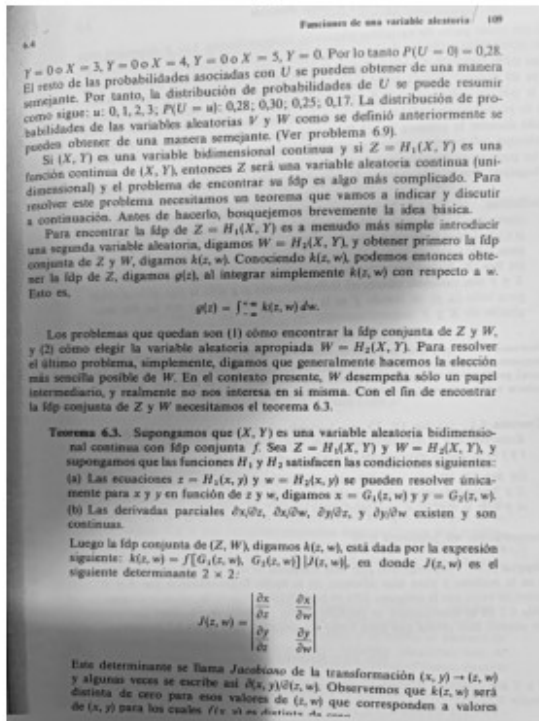 Funciones de una variable aleatoria 109
6.4
Y = 0 o X = 3, Y = 0 o X = 4, Y = 0 o X = 5, Y = 0. Por lo tanto P(U = 0) = 0,28.
El resto de las probabilidades asociadas con U se pueden obtener de una manera
semejante. Por tanto, la distribución de probabilidades de U se puede resumir
como sigue: u: 0, 1, 2, 3; P(U = u): 0,28; 0,30; 0,25; 0,17. La distribución de pro-
babilidades de las variables aleatorias V y W como se definió anteriormente se
pueden obtener de una manera semejante. (Ver problema 6.9).
Si (X, Y) es una variable bidimensional continua y si Z = H₁(X, Y) es una
función continua de (X, Y), entonces Z será una variable aleatoria continua (uni-
dimensional) y el problema de encontrar su fdp es algo más complicado. Para
resolver este problema necesitamos un teorema que vamos a indicar y discutir
a continuación. Antes de hacerlo, bosquejemos brevemente la idea básica.
Para encontrar la fdp de Z = H₁(X, Y) es a menudo más simple introducir
una segunda variable aleatoria, digamos W = H₂(X, Y), y obtener primero la fdp
conjunta de Z y W, digamos k(z, w). Conociendo k(z, w), podemos entonces obte-
ner la fdp de Z, digamos g(z), al integrar simplemente k(z, w) con respecto a w.
Esto es,
g(z) = ∫₋∞⁺∞ k(z, w) dw.
Los problemas que quedan son (1) cómo encontrar la fdp conjunta de Z y W,
y (2) cómo elegir la variable aleatoria apropiada W = H₂(X, Y). Para resolver
el último problema, simplemente, digamos que generalmente hacemos la elección
más sencilla posible de W. En el contexto presente, W desempeña sólo un papel
intermediario, y realmente no nos interesa en sí misma. Con el fin de encontrar
la fdp conjunta de Z y W necesitamos el teorema 6.3.
Teorema 6.3. Supongamos que (X, Y) es una variable aleatoria bidimensio-
nal continua con fdp conjunta f. Sea Z = H₁(X, Y) y W = H₂(X, Y), y
supongamos que las funciones H₁ y H₂ satisfacen las condiciones siguientes:
(a) Las ecuaciones z = H₁(x, y) y w = H₂(x, y) se pueden resolver única-
mente para x y y en función de z y w, digamos x = G₁(z, w) y y = G₂(z, w).
(b) Las derivadas parciales ∂x/∂z, ∂x/∂w, ∂y/∂z, y ∂y/∂w existen y son
continuas.
Luego la fdp conjunta de (Z, W), digamos k(z, w), está dada por la expresión
siguiente: k(z, w) = f[G₁(z, w), G₂(z, w)] |J(z, w)|, en donde J(z, w) es el
siguiente determinante 2 × 2:
∂x ∂x
∂z ∂w
J(z, w) =
∂y ∂y
∂z ∂w
Este determinante se llama Jacobiano de la transformación (x, y) → (z, w)
y algunas veces se escribe así ∂(x, y)/∂(z, w). Observemos que k(z, w) será
distinta de cero para esos valores de (z, w) que corresponden a valores
de (x, y) para los cuales f(x, y) es distinta de cero